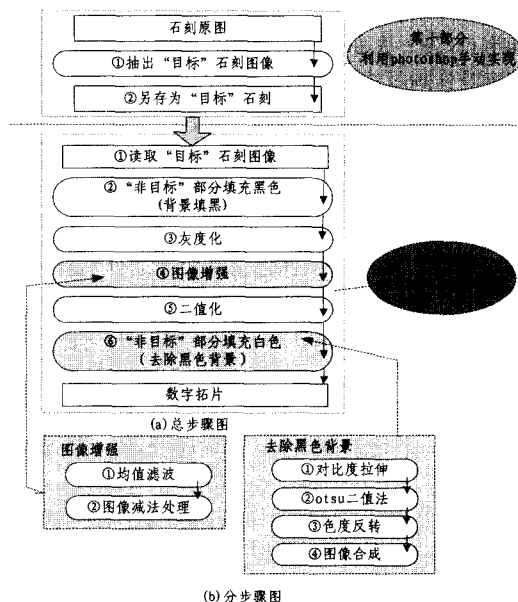 石刻原图
①抽出“目标”石刻图像
②另存为“目标”石刻
第一部分
利用photoshop手动实现
①读取“目标”石刻图像
②“非目标”部分填充黑色
(背景填黑)
③灰度化
④图像增强
⑤二值化
⑥“非目标”部分填充白色
(去除黑色背景)
数字拓片
(a)总步骤图
图像增强
①均值滤波
②图像减法处理
去除黑色背景
①对比度拉伸
②otsu二值法
③色度反转
④图像合成
(b)分步骤图